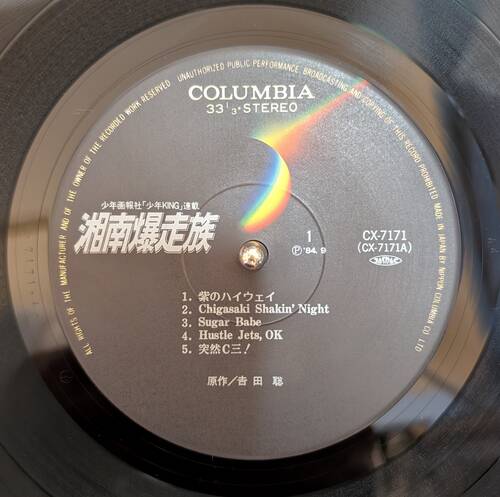 ALL RIGHTS OF THE MANUFACTURER AND OF THE OWNER OF THE RECORDED WORK RESERVED UNAUTHORIZED PUBLIC PERFORMANCE BROADCASTING AND COPYING OF THIS RECORD PROHIBITED MADE IN JAPAN BY NIPPON COLUMBIA CO LTD
COLUMBIA
33⅓・STEREO
少年画報社「少年KING」連載
湘南爆走族
1
Ⓟ'84. 9
CX-7171
(CX-7171A)
1. 紫のハイウェイ
2. Chigasaki Shakin' Night
3. Sugar Babe
4. Hustle Jets, OK
5. 突然C三!
原作/吉田 聡